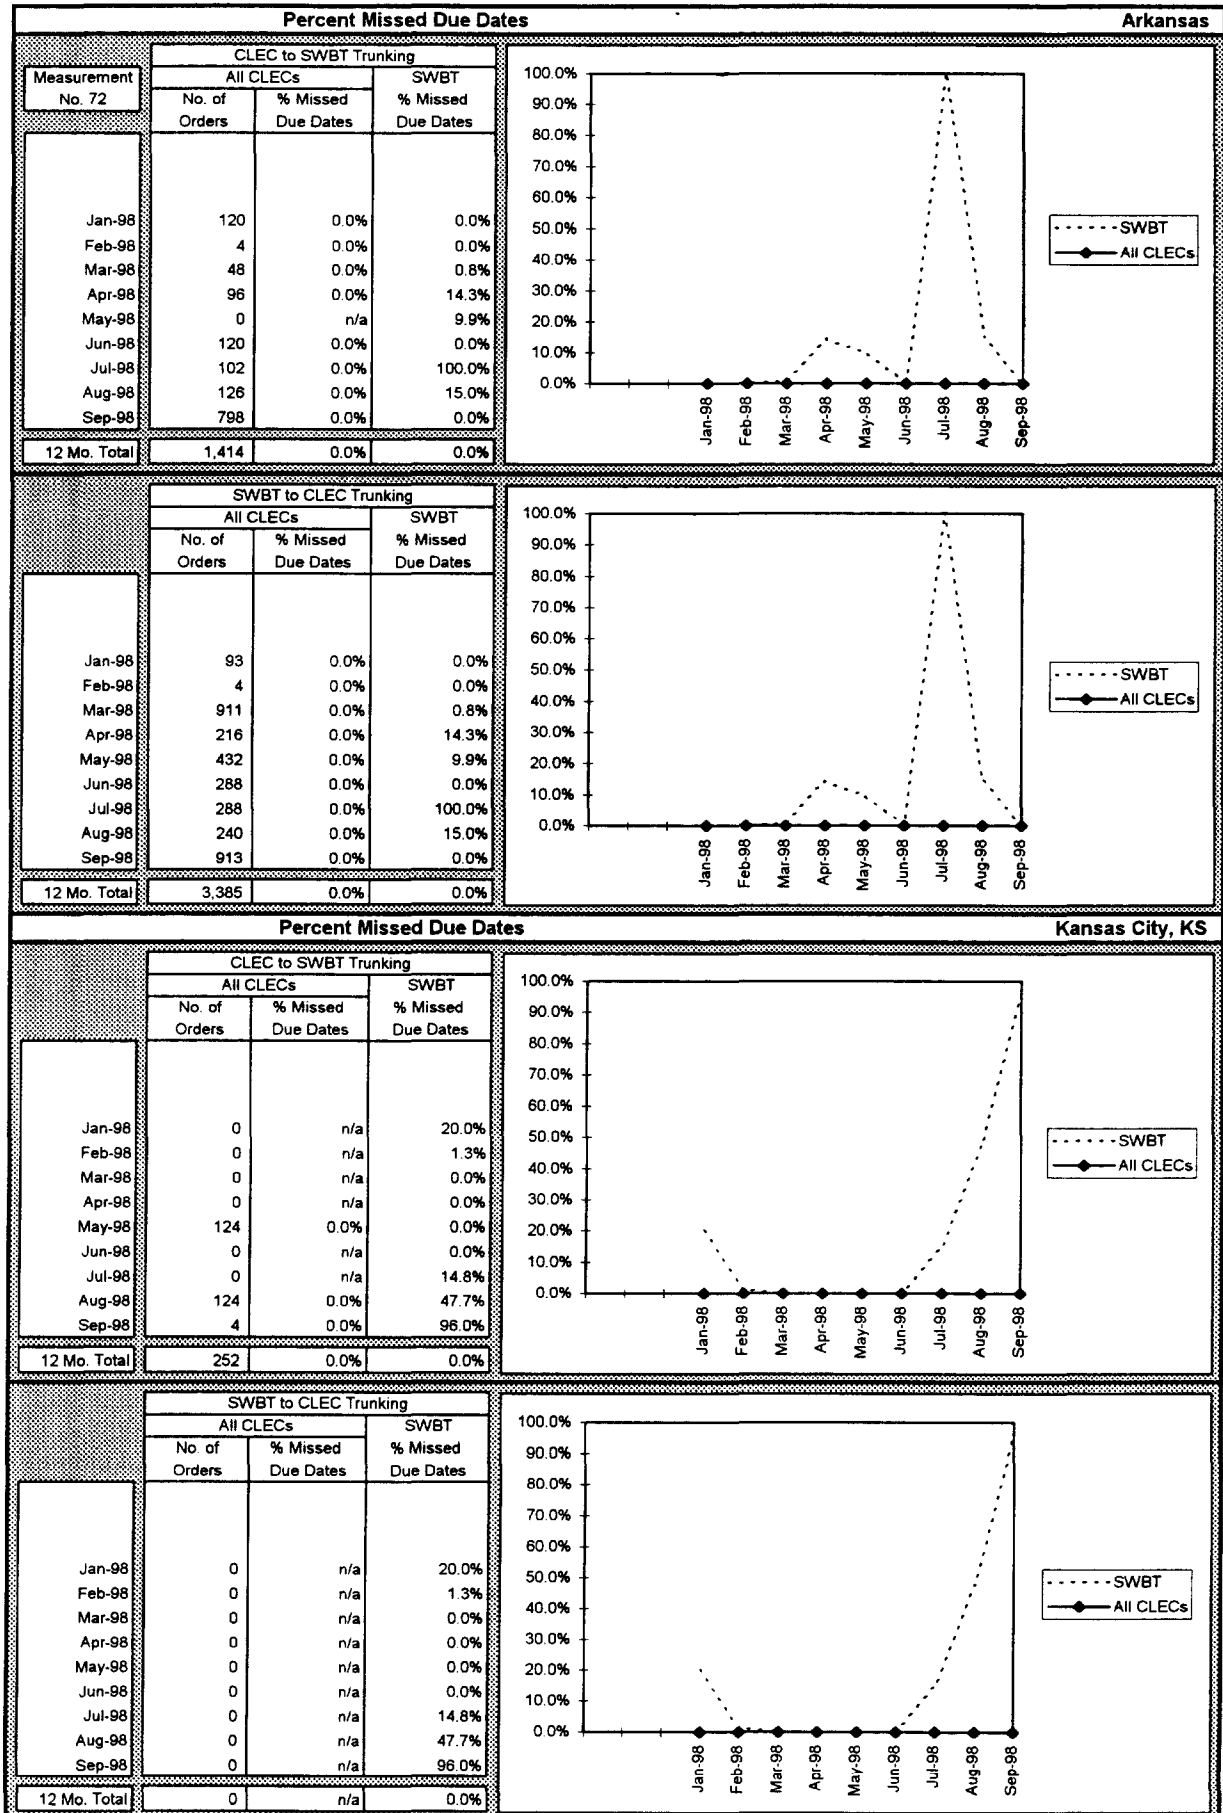 Percent Missed Due Dates Arkansas
CLEC to SWBT Trunking
Measurement All CLECs SWBT
No. 72 No. of % Missed % Missed
Orders Due Dates Due Dates
Jan-98 120 0.0% 0.0%
Feb-98 4 0.0% 0.0%
Mar-98 48 0.0% 0.8%
Apr-98 96 0.0% 14.3%
May-98 0 n/a 9.9%
Jun-98 120 0.0% 0.0%
Jul-98 102 0.0% 100.0%
Aug-98 126 0.0% 15.0%
Sep-98 798 0.0% 0.0%
12 Mo. Total 1,414 0.0% 0.0%
100.0%
90.0%
80.0%
70.0%
60.0%
50.0%
40.0%
30.0%
20.0%
10.0%
0.0%
Jan-98 Feb-98 Mar-98 Apr-98 May-98 Jun-98 Jul-98 Aug-98 Sep-98
SWBT
All CLECs
SWBT to CLEC Trunking
All CLECs SWBT
No. of % Missed % Missed
Orders Due Dates Due Dates
Jan-98 93 0.0% 0.0%
Feb-98 4 0.0% 0.0%
Mar-98 911 0.0% 0.8%
Apr-98 216 0.0% 14.3%
May-98 432 0.0% 9.9%
Jun-98 288 0.0% 0.0%
Jul-98 288 0.0% 100.0%
Aug-98 240 0.0% 15.0%
Sep-98 913 0.0% 0.0%
12 Mo. Total 3,385 0.0% 0.0%
100.0%
90.0%
80.0%
70.0%
60.0%
50.0%
40.0%
30.0%
20.0%
10.0%
0.0%
Jan-98 Feb-98 Mar-98 Apr-98 May-98 Jun-98 Jul-98 Aug-98 Sep-98
SWBT
All CLECs
Percent Missed Due Dates Kansas City, KS
CLEC to SWBT Trunking
All CLECs SWBT
No. of % Missed % Missed
Orders Due Dates Due Dates
Jan-98 0 n/a 20.0%
Feb-98 0 n/a 1.3%
Mar-98 0 n/a 0.0%
Apr-98 0 n/a 0.0%
May-98 124 0.0% 0.0%
Jun-98 0 n/a 0.0%
Jul-98 0 n/a 14.8%
Aug-98 124 0.0% 47.7%
Sep-98 4 0.0% 96.0%
12 Mo. Total 252 0.0% 0.0%
100.0%
90.0%
80.0%
70.0%
60.0%
50.0%
40.0%
30.0%
20.0%
10.0%
0.0%
Jan-98 Feb-98 Mar-98 Apr-98 May-98 Jun-98 Jul-98 Aug-98 Sep-98
SWBT
All CLECs
SWBT to CLEC Trunking
All CLECs SWBT
No. of % Missed % Missed
Orders Due Dates Due Dates
Jan-98 0 n/a 20.0%
Feb-98 0 n/a 1.3%
Mar-98 0 n/a 0.0%
Apr-98 0 n/a 0.0%
May-98 0 n/a 0.0%
Jun-98 0 n/a 0.0%
Jul-98 0 n/a 14.8%
Aug-98 0 n/a 47.7%
Sep-98 0 n/a 96.0%
12 Mo. Total 0 n/a 0.0%
100.0%
90.0%
80.0%
70.0%
60.0%
50.0%
40.0%
30.0%
20.0%
10.0%
0.0%
Jan-98 Feb-98 Mar-98 Apr-98 May-98 Jun-98 Jul-98 Aug-98 Sep-98
SWBT
All CLECs